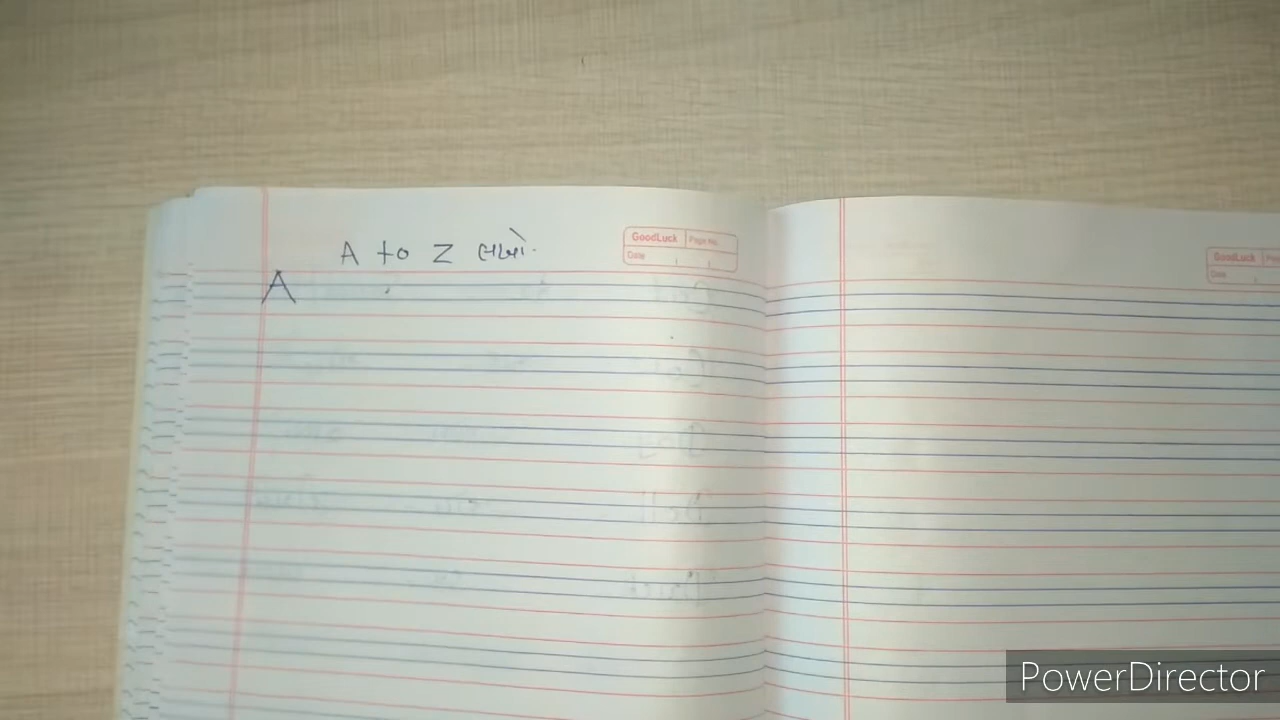 A to Z લખો.
GoodLuck Page No.
Date
A
GoodLuck
Date
PowerDirector